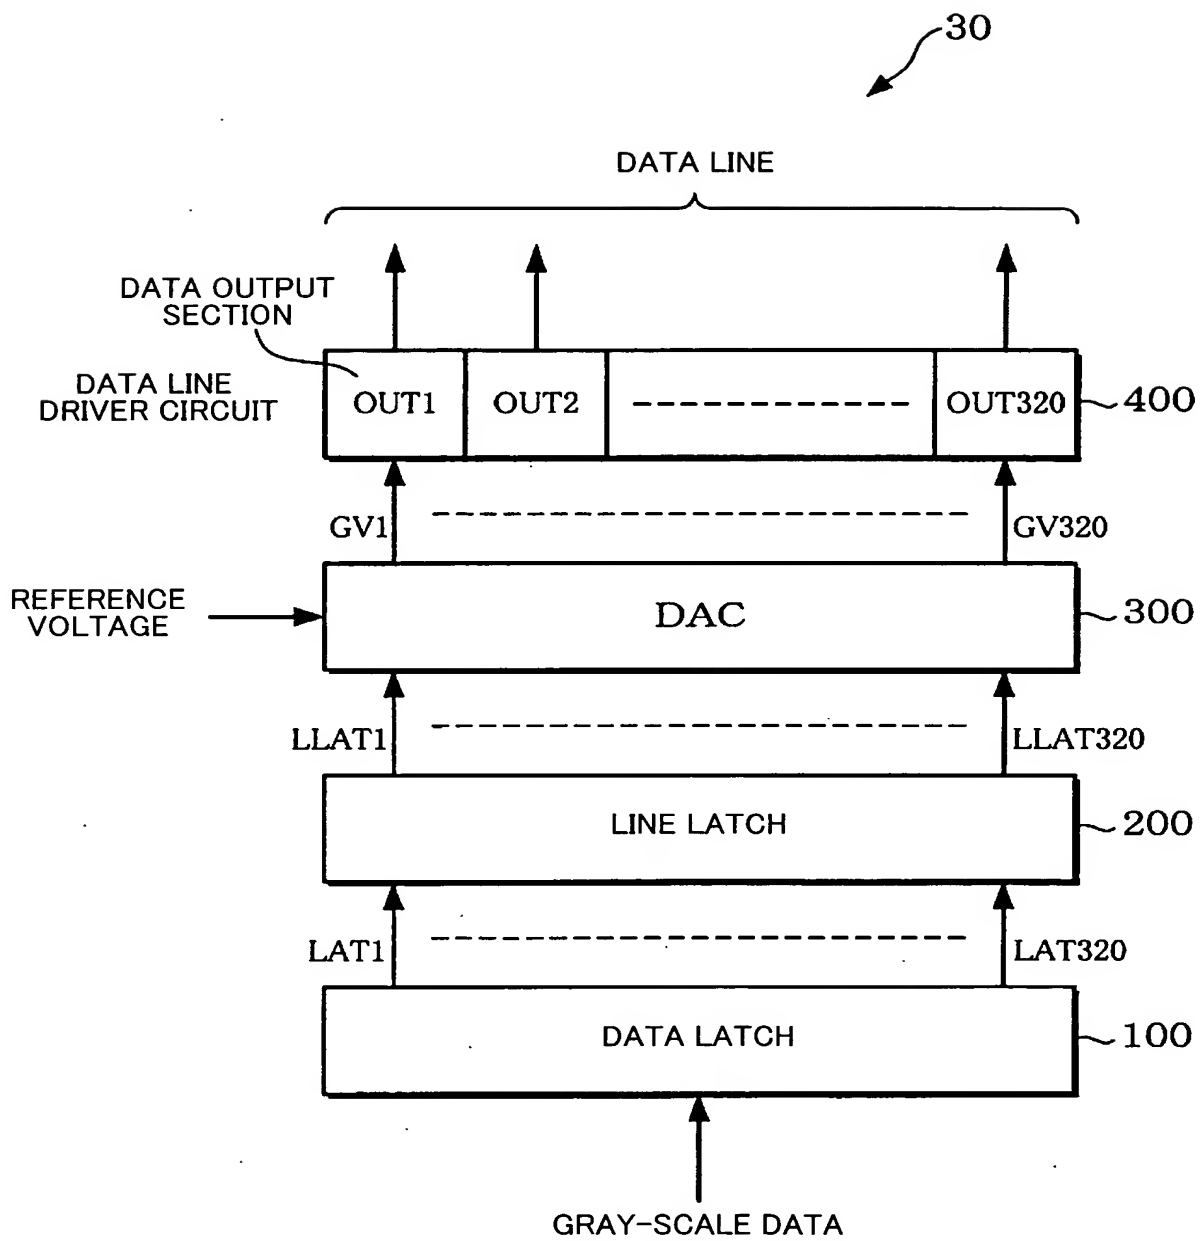 30
DATA LINE
DATA OUTPUT
SECTION
DATA LINE
DRIVER CIRCUIT
OUT1
OUT2
OUT320
400
GV1
GV320
REFERENCE
VOLTAGE
DAC
300
LLAT1
LLAT320
LINE LATCH
200
LAT1
LAT320
DATA LATCH
100
GRAY-SCALE DATA